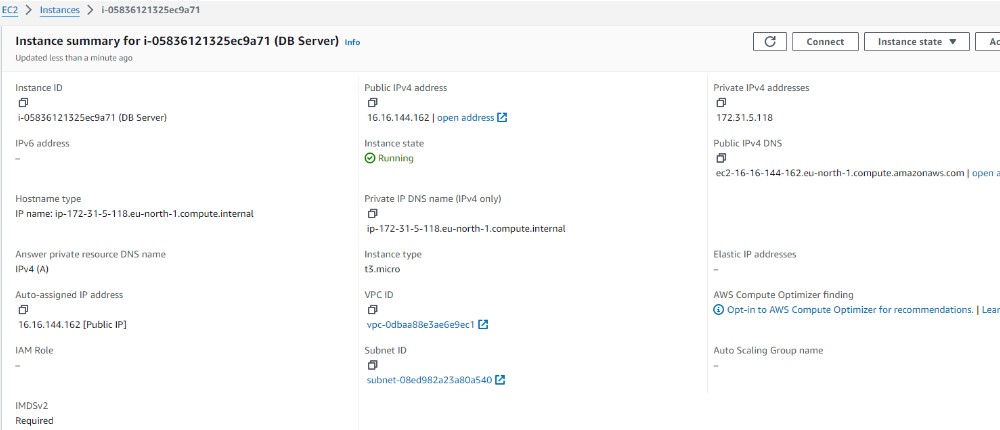 EC2 > Instances > i-05836121325ec9a71
Instance summary for i-05836121325ec9a71 (DB Server) Info
Updated less than a minute ago
Connect
Instance state
Instance ID
i-05836121325ec9a71 (DB Server)
Public IPv4 address
16.16.144.162 | open address
Private IPv4 addresses
172.31.5.118
IPv6 address
–
Instance state
Running
Public IPv4 DNS
ec2-16-16-144-162.eu-north-1.compute.amazonaws.com | open a
Hostname type
IP name: ip-172-31-5-118.eu-north-1.compute.internal
Private IP DNS name (IPv4 only)
ip-172-31-5-118.eu-north-1.compute.internal
Answer private resource DNS name
IPv4 (A)
Instance type
t3.micro
Elastic IP addresses
–
Auto-assigned IP address
16.16.144.162 [Public IP]
VPC ID
vpc-0dbaa88e3ae6e9ec1
AWS Compute Optimizer finding
Opt-in to AWS Compute Optimizer for recommendations. | Lear
IAM Role
–
Subnet ID
subnet-08ed982a23a80a540
Auto Scaling Group name
–
IMDSv2
Required